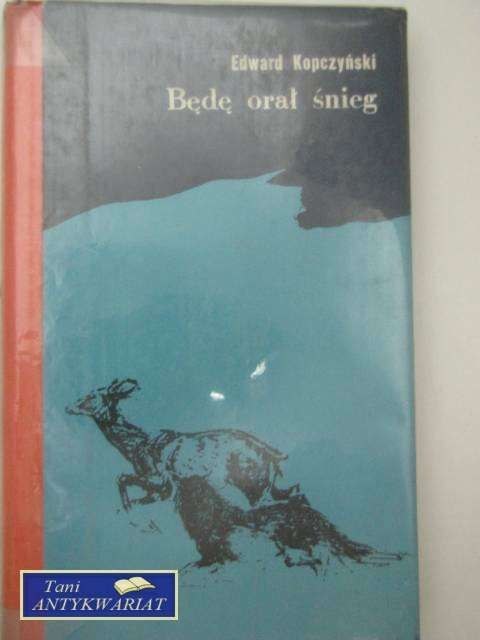 Edward Kopczyński
Będę orał śnieg
Tani
ANTYKWARIAT